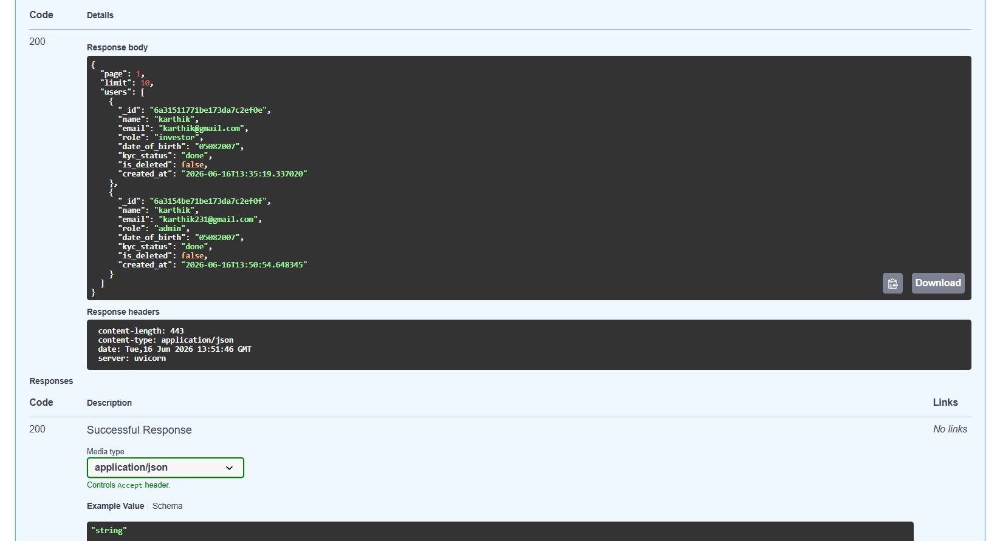 Code Details
200
Response body
{
  "page": 1,
  "limit": 10,
  "users": [
    {
      "_id": "6a31511771be173da7c2ef0e",
      "name": "karthik",
      "email": "karthik@gmail.com",
      "role": "investor",
      "date_of_birth": "05082007",
      "kyc_status": "done",
      "is_deleted": false,
      "created_at": "2026-06-16T13:35:19.337020"
    },
    {
      "_id": "6a3154be71be173da7c2ef0f",
      "name": "karthik",
      "email": "karthik231@gmail.com",
      "role": "admin",
      "date_of_birth": "05082007",
      "kyc_status": "done",
      "is_deleted": false,
      "created_at": "2026-06-16T13:50:54.648345"
    }
  ]
}
Download
Response headers
content-length: 443
content-type: application/json
date: Tue,16 Jun 2026 13:51:46 GMT
server: uvicorn
Responses
Code Description Links
200 Successful Response No links
Media type
application/json
Controls Accept header.
Example Value Schema
"string"